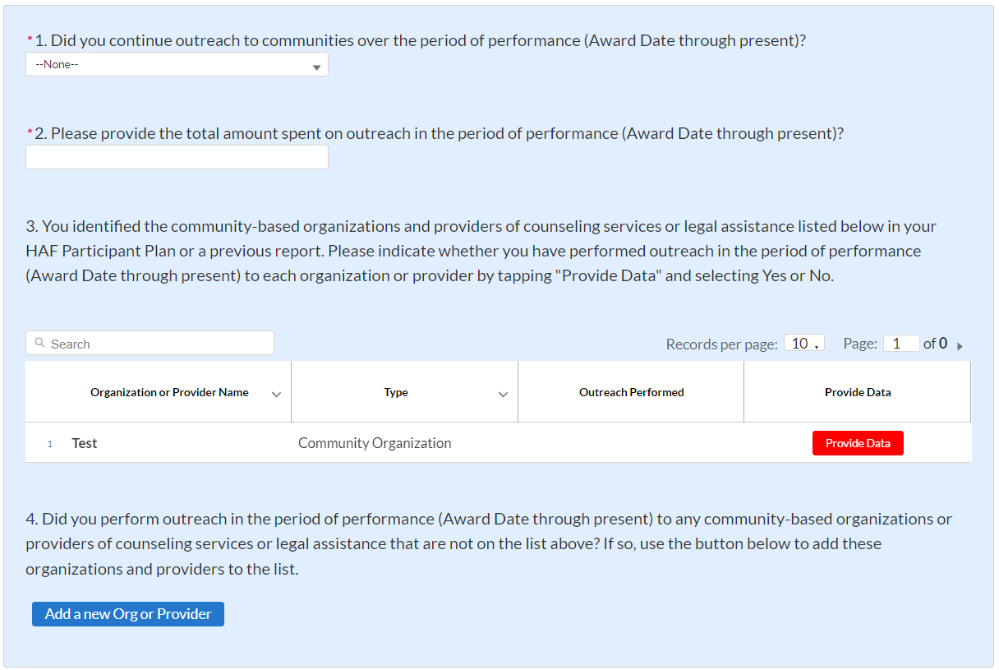 *1. Did you continue outreach to communities over the period of performance (Award Date through present)?
--None--
*2. Please provide the total amount spent on outreach in the period of performance (Award Date through present)?
3. You identified the community-based organizations and providers of counseling services or legal assistance listed below in your
HAF Participant Plan or a previous report. Please indicate whether you have performed outreach in the period of performance
(Award Date through present) to each organization or provider by tapping "Provide Data" and selecting Yes or No.
Search Records per page: 10 Page: 1 of 0
Organization or Provider Name Type Outreach Performed Provide Data
1 Test Community Organization Provide Data
4. Did you perform outreach in the period of performance (Award Date through present) to any community-based organizations or
providers of counseling services or legal assistance that are not on the list above? If so, use the button below to add these
organizations and providers to the list.
Add a new Org or Provider